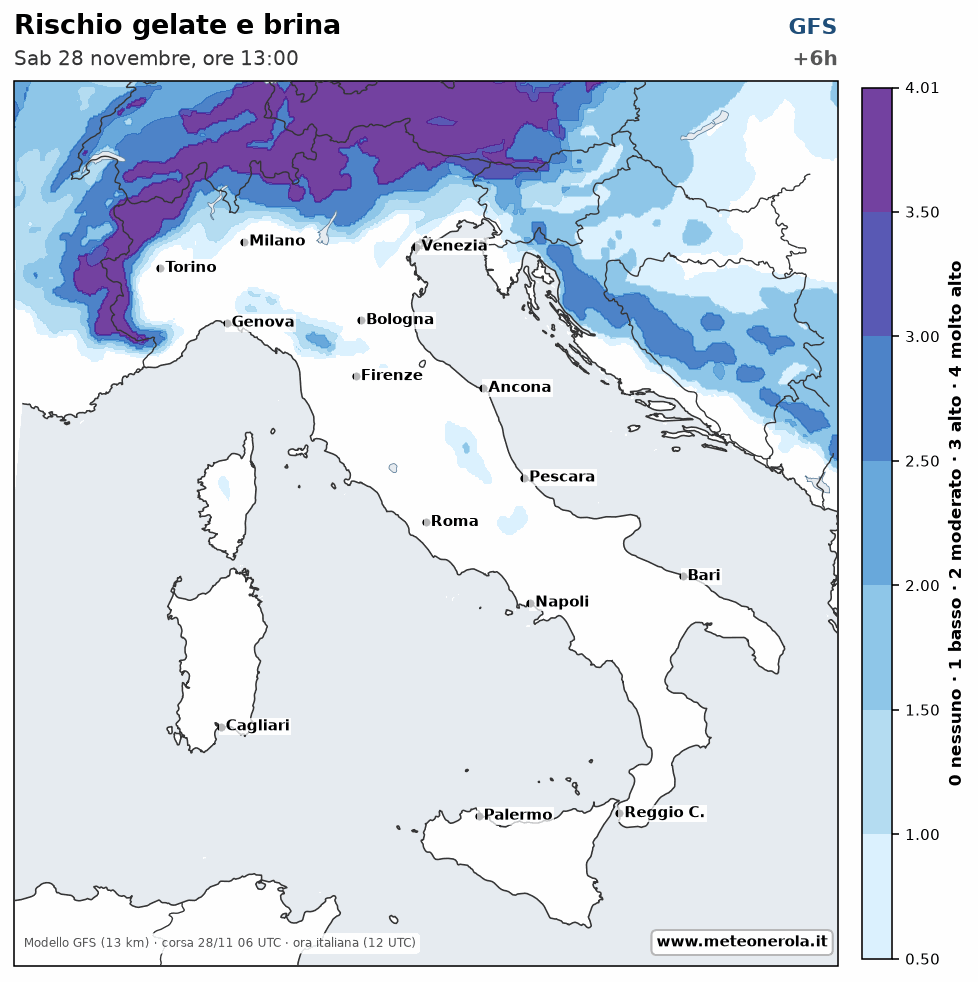 Rischio gelate e brina
GFS
Sab 28 novembre, ore 13:00
+6h
4.01
3.50
3.00
2.50
2.00
1.50
1.00
0.50
0 nessuno · 1 basso · 2 moderato · 3 alto · 4 molto alto
Milano
Venezia
Torino
Genova
Bologna
Firenze
Ancona
Pescara
Roma
Bari
Napoli
Cagliari
Palermo
Reggio C.
Modello GFS (13 km) · corsa 28/11 06 UTC · ora italiana (12 UTC)
www.meteonerola.it